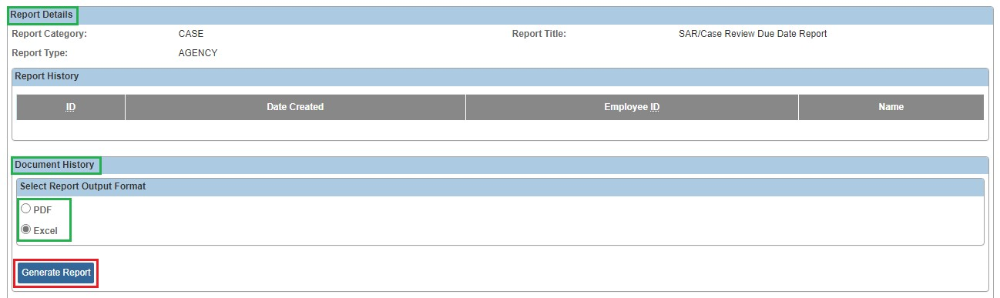 Report Details
Report Category: CASE Report Title: SAR/Case Review Due Date Report
Report Type: AGENCY
Report History
ID Date Created Employee ID Name
Document History
Select Report Output Format
PDF
Excel
Generate Report